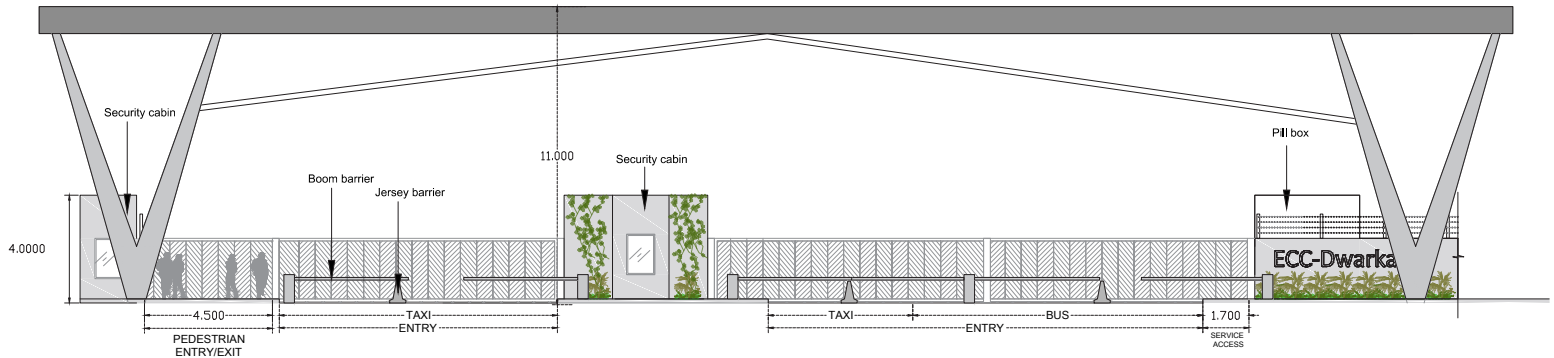 Security cabin
11.000
Pill box
Security cabin
Boom barrier
Jersey barrier
4.0000
ECC-Dwarka
4.500
TAXI
ENTRY
TAXI
BUS
ENTRY
1.700
PEDESTRIAN
ENTRY/EXIT
SERVICE
ACCESS